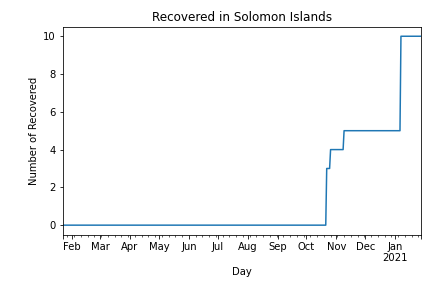 Recovered in Solomon Islands
Number of Recovered
10
8
6
4
2
0
Feb Mar Apr May Jun Jul Aug Sep Oct Nov Dec Jan
2021
Day